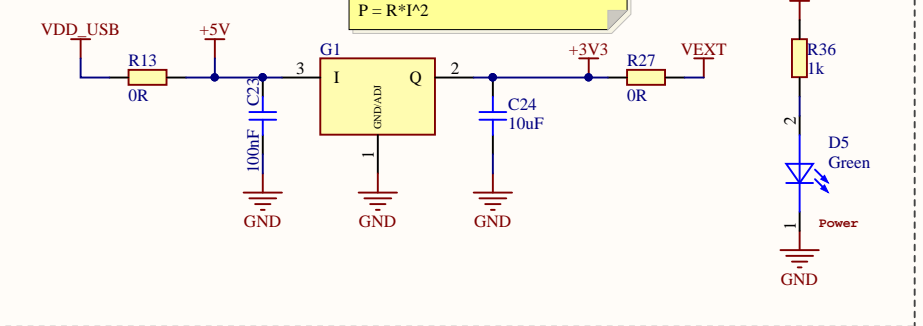 P = R*I^2
VDD_USB
+5V
R13
0R
C23
100nF
G1
3
I
Q
2
GND/ADJ
1
+3V3
R27
0R
VEXT
C24
10uF
GND
GND
GND
R36
1k
2
D5
Green
1
Power
GND